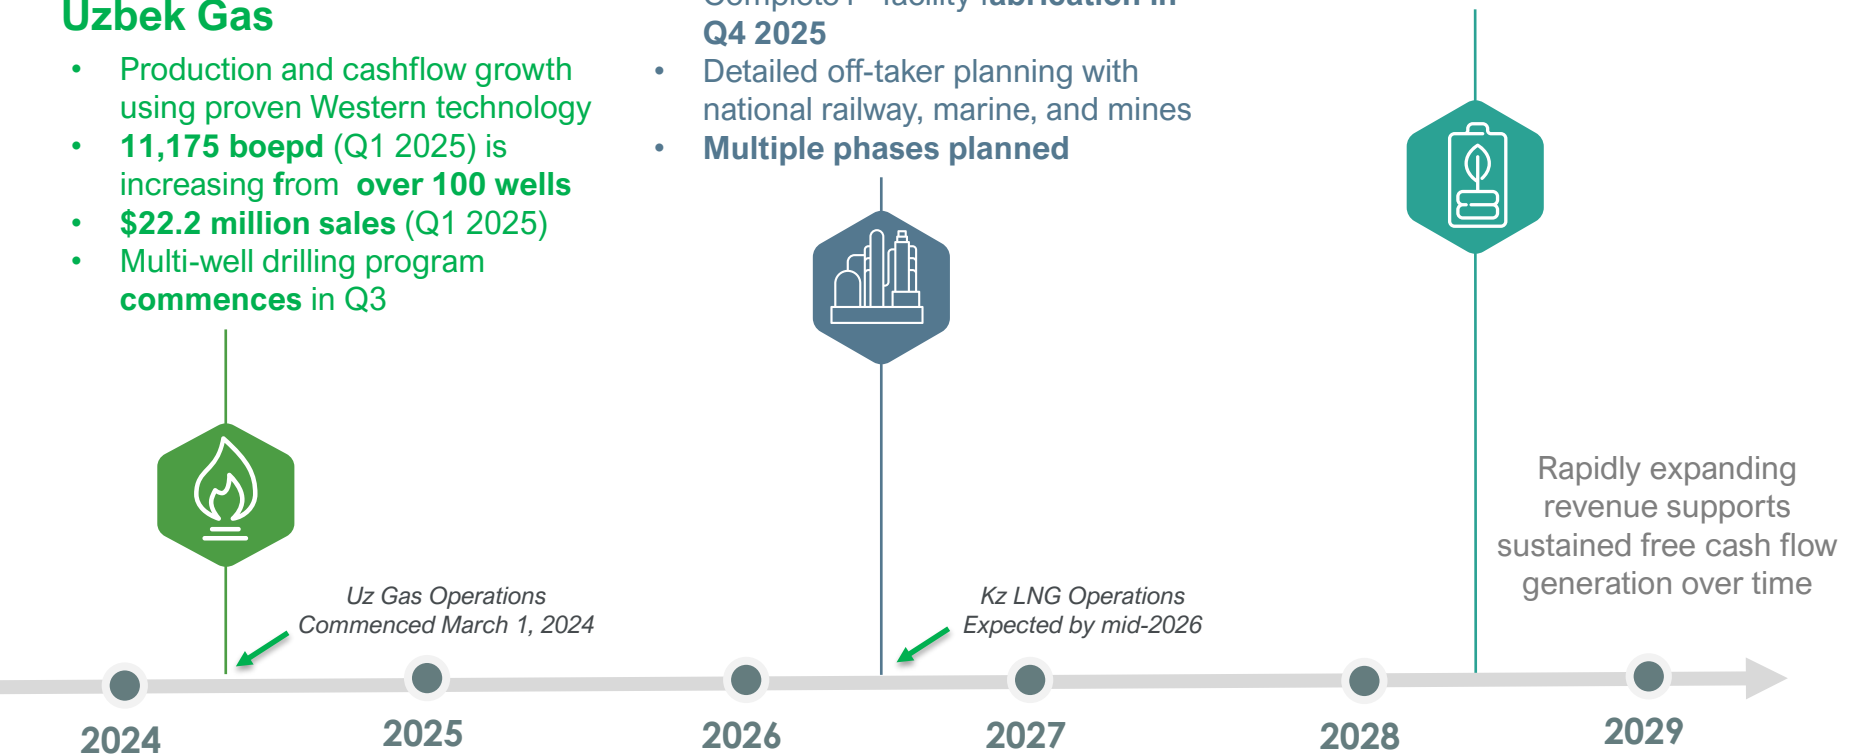 Uzbek Gas
• Production and cashflow growth
using proven Western technology
• 11,175 boepd (Q1 2025) is
increasing from over 100 wells
• $22.2 million sales (Q1 2025)
• Multi-well drilling program
commences in Q3
facility fabrication in
Q4 2025
• Detailed off-taker planning with
national railway, marine, and mines
• Multiple phases planned
Rapidly expanding
revenue supports
sustained free cash flow
generation over time
Uz Gas Operations
Commenced March 1, 2024
Kz LNG Operations
Expected by mid-2026
2024
2025
2026
2027
2028
2029